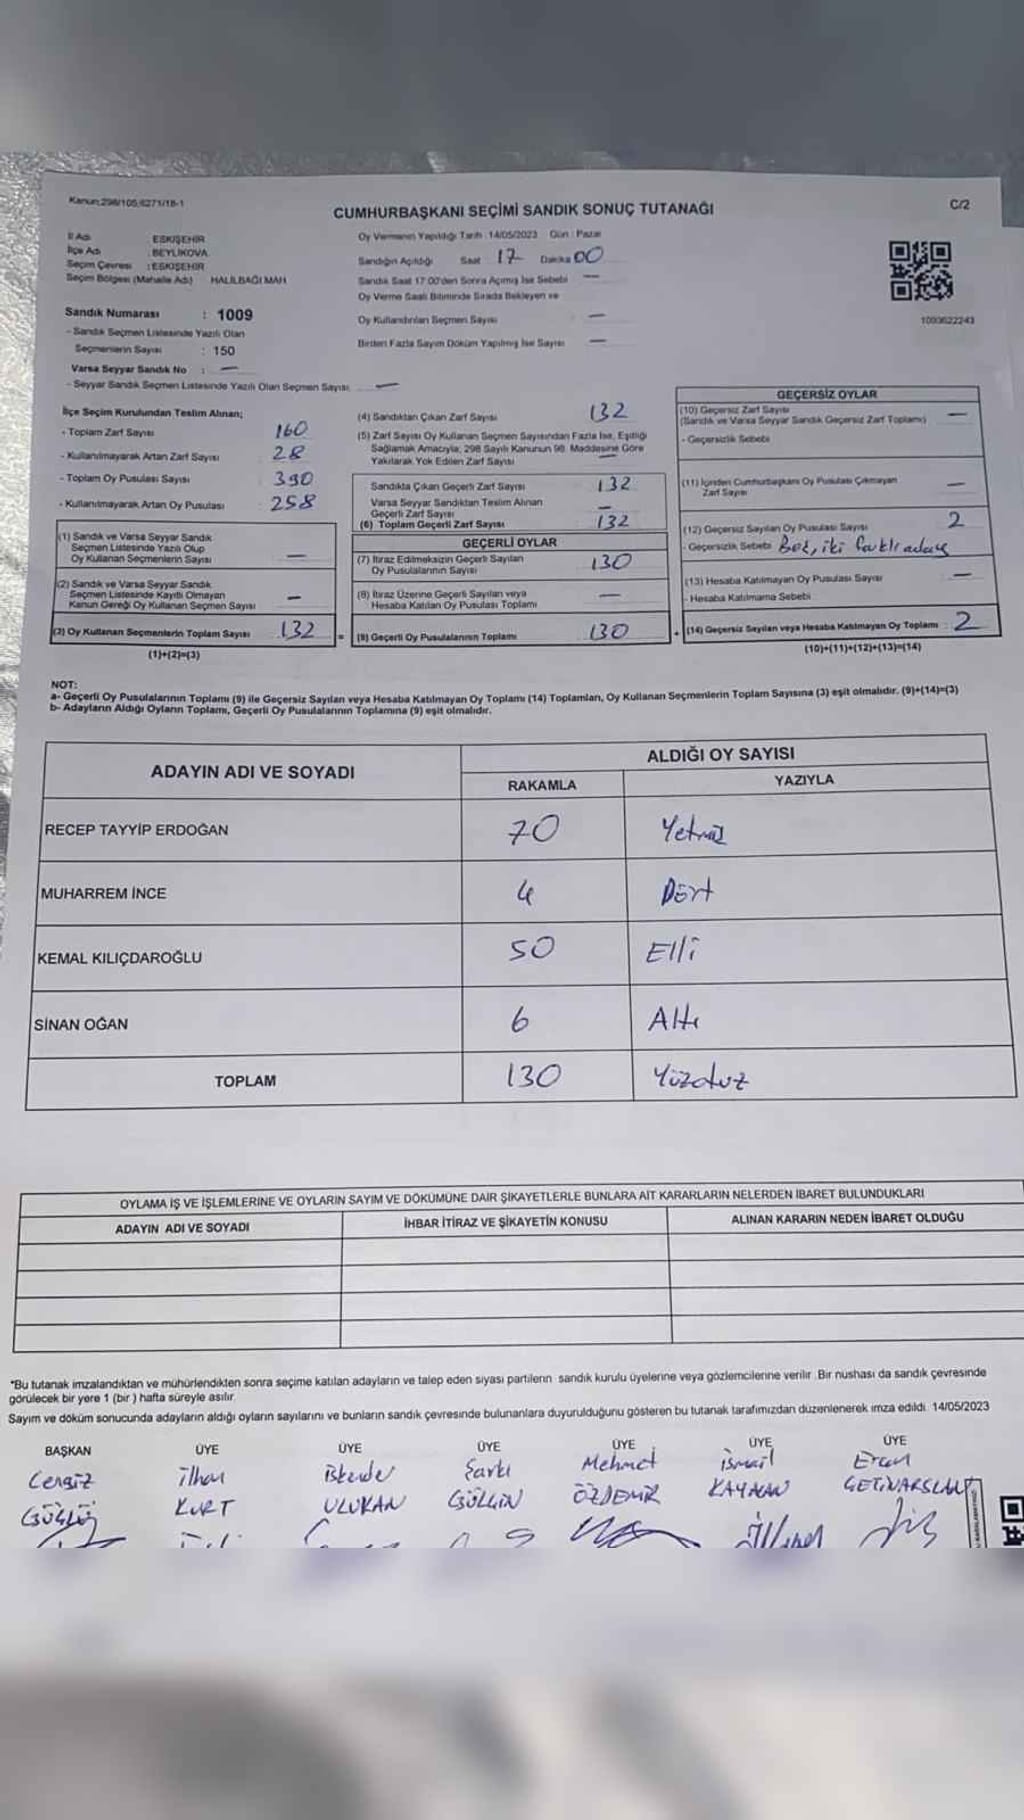 Kanun:298/105,6271/18-1
C/2
CUMHURBAŞKANI SEÇİMİ SANDIK SONUÇ TUTANAĞI
İl Adı ESKİŞEHİR
İlçe Adı : BEYLİKOVA
Seçim Çevresi : ESKİŞEHİR
Seçim Bölgesi (Mahalle Adı) HALİLBAĞI MAH
Sandık Numarası : 1009
- Sandık Seçmen Listesinde Yazılı Olan
Seçmenlerin Sayısı : 150
Varsa Seyyar Sandık No : —
- Seyyar Sandık Seçmen Listesinde Yazılı Olan Seçmen Sayısı —
Oy Vermenin Yapıldığı Tarih : 14/05/2023 Gün : Pazar
Sandığın Açıldığı Saat 17 Dakika 00
Sandık Saat 17:00'den Sonra Açılmış İse Sebebi —
Oy Verme Saati Bitiminde Sırada Bekleyen ve
Oy Kullandırılan Seçmen Sayısı —
Birden Fazla Sayım Döküm Yapılmış İse Sayısı —
1000622243
İlçe Seçim Kurulundan Teslim Alınan;
- Toplam Zarf Sayısı 160
- Kullanılmayarak Artan Zarf Sayısı 28
- Toplam Oy Pusulası Sayısı 390
- Kullanılmayarak Artan Oy Pusulası 258
(1) Sandık ve Varsa Seyyar Sandık
Seçmen Listesinde Yazılı Olup
Oy Kullanan Seçmenlerin Sayısı —
(2) Sandık ve Varsa Seyyar Sandık
Seçmen Listesinde Kayıtlı Olmayan
Kanun Gereği Oy Kullanan Seçmen Sayısı —
(3) Oy Kullanan Seçmenlerin Toplam Sayısı 132 =
(1)+(2)=(3)
(4) Sandıktan Çıkan Zarf Sayısı 132
(5) Zarf Sayısı Oy Kullanan Seçmen Sayısından Fazla İse, Eşitliği
Sağlamak Amacıyla; 298 Sayılı Kanunun 98. Maddesine Göre
Yakılarak Yok Edilen Zarf Sayısı —
Sandıkta Çıkan Geçerli Zarf Sayısı 132
Varsa Seyyar Sandıktan Teslim Alınan
Geçerli Zarf Sayısı —
(6) Toplam Geçerli Zarf Sayısı 132
GEÇERLİ OYLAR
(7) İtiraz Edilmeksizin Geçerli Sayılan
Oy Pusulalarının Sayısı 130
(8) İtiraz Üzerine Geçerli Sayılan veya
Hesaba Katılan Oy Pusulası Toplamı —
(9) Geçerli Oy Pusulalarının Toplamı 130 +
GEÇERSİZ OYLAR
(10) Geçersiz Zarf Sayısı
(Sandık ve Varsa Seyyar Sandık Geçersiz Zarf Toplamı) —
- Geçersizlik Sebebi
(11) İçinden Cumhurbaşkanı Oy Pusulası Çıkmayan
Zarf Sayısı —
(12) Geçersiz Sayılan Oy Pusulası Sayısı 2
- Geçersizlik Sebebi Boş, iki farklı aday
(13) Hesaba Katılmayan Oy Pusulası Sayısı —
- Hesaba Katılmama Sebebi
(14) Geçersiz Sayılan veya Hesaba Katılmayan Oy Toplamı 2
(10)+(11)+(12)+(13)=(14)
NOT:
a- Geçerli Oy Pusulalarının Toplamı (9) ile Geçersiz Sayılan veya Hesaba Katılmayan Oy Toplamı (14) Toplamları, Oy Kullanan Seçmenlerin Toplam Sayısına (3) eşit olmalıdır. (9)+(14)=(3)
b- Adayların Aldığı Oyların Toplamı, Geçerli Oy Pusulalarının Toplamına (9) eşit olmalıdır.
ADAYIN ADI VE SOYADI
ALDIĞI OY SAYISI
RAKAMLA YAZIYLA
RECEP TAYYİP ERDOĞAN 70 Yetmiş
MUHARREM İNCE 4 Dört
KEMAL KILIÇDAROĞLU 50 Elli
SİNAN OĞAN 6 Altı
TOPLAM 130 Yüzotuz
OYLAMA İŞ VE İŞLEMLERİNE VE OYLARIN SAYIM VE DÖKÜMÜNE DAİR ŞİKAYETLERLE BUNLARA AİT KARARLARIN NELERDEN İBARET BULUNDUKLARI
ADAYIN ADI VE SOYADI İHBAR İTİRAZ VE ŞİKAYETİN KONUSU ALINAN KARARIN NEDEN İBARET OLDUĞU
*Bu tutanak imzalandıktan ve mühürlendikten sonra seçime katılan adayların ve talep eden siyasi partilerin sandık kurulu üyelerine veya gözlemcilerine verilir. Bir nushası da sandık çevresinde
görülecek bir yere 1 (bir) hafta süreyle asılır.
Sayım ve döküm sonucunda adayların aldığı oyların sayılarını ve bunların sandık çevresinde bulunanlara duyurulduğunu gösteren bu tutanak tarafımızdan düzenlenerek imza edildi. 14/05/2023
BAŞKAN ÜYE ÜYE ÜYE ÜYE ÜYE ÜYE
Cengiz İlhan İskender Şarkı Mehmet İsmail Eren
GÜÇLÜ KURT ULUKAN GÜLGÜN ÖZDEMİR KAYAHAN